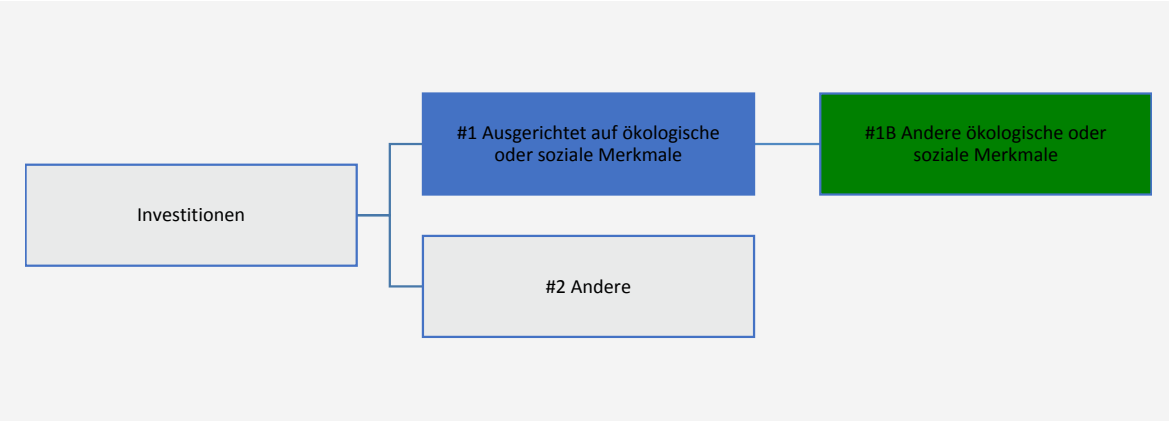 Investitionen
#1 Ausgerichtet auf ökologische
oder soziale Merkmale
#1B Andere ökologische oder
soziale Merkmale
#2 Andere